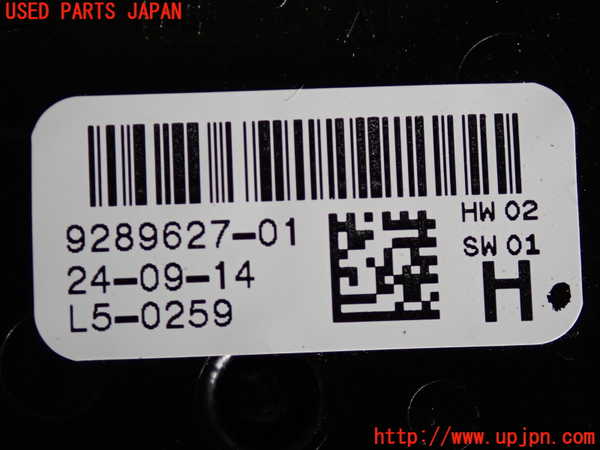 USED PARTS JAPAN
9289627-01
24-09-14
L5-0259
HW 02
SW 01
H
http://www.upjpn.com/